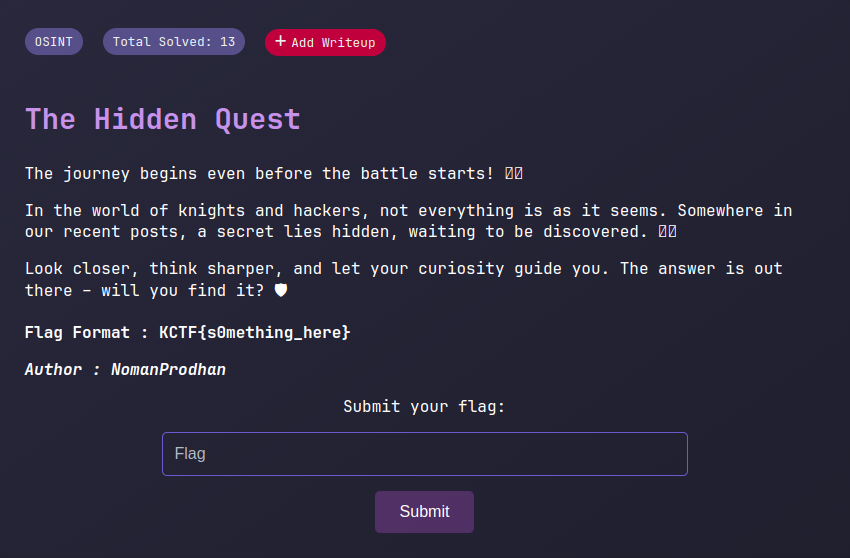 OSINT Total Solved: 13 + Add Writeup
The Hidden Quest
The journey begins even before the battle starts!
In the world of knights and hackers, not everything is as it seems. Somewhere in
our recent posts, a secret lies hidden, waiting to be discovered.
Look closer, think sharper, and let your curiosity guide you. The answer is out
there – will you find it?
Flag Format : KCTF{s0mething_here}
Author : NomanProdhan
Submit your flag:
Flag
Submit